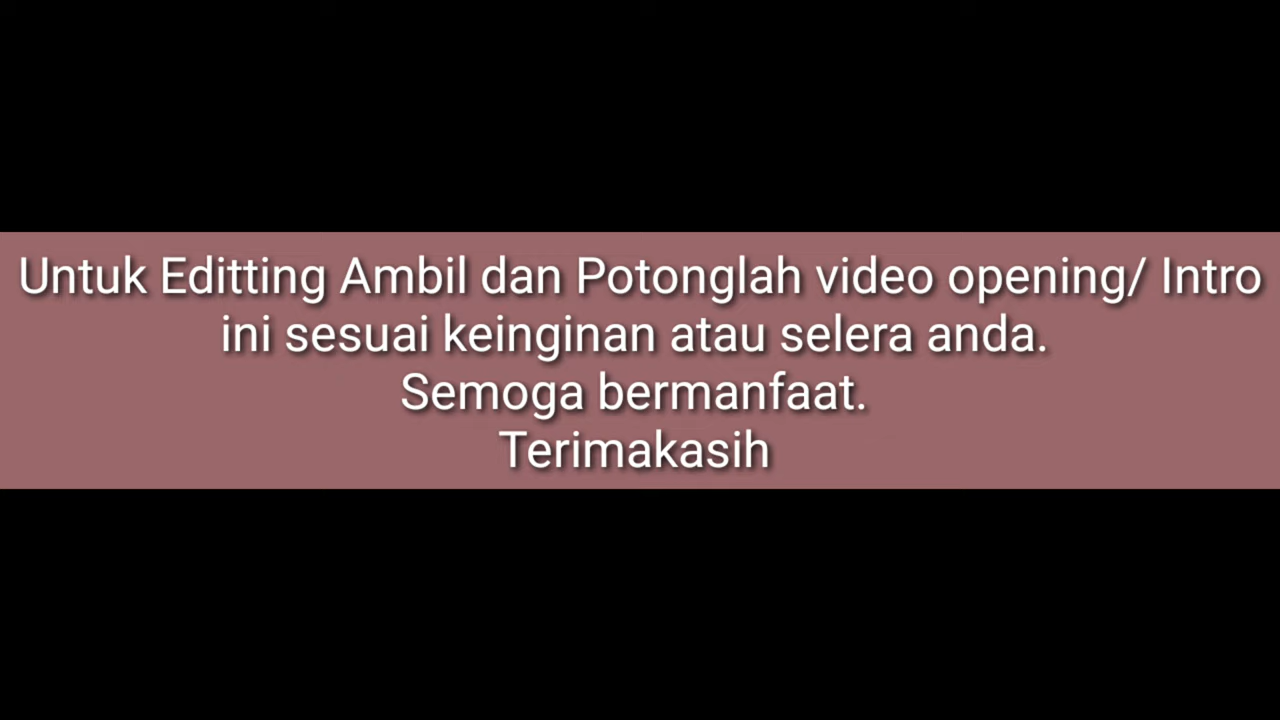 Untuk Editting Ambil dan Potonglah video opening/ Intro
ini sesuai keinginan atau selera anda.
Semoga bermanfaat.
Terimakasih